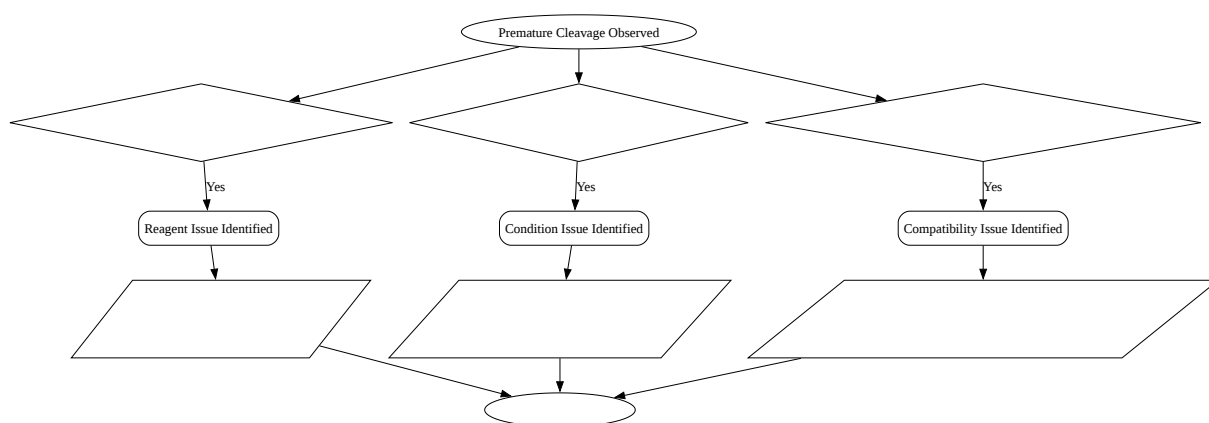 Premature Cleavage Observed
Yes
Yes
Yes
Reagent Issue Identified
Condition Issue Identified
Compatibility Issue Identified